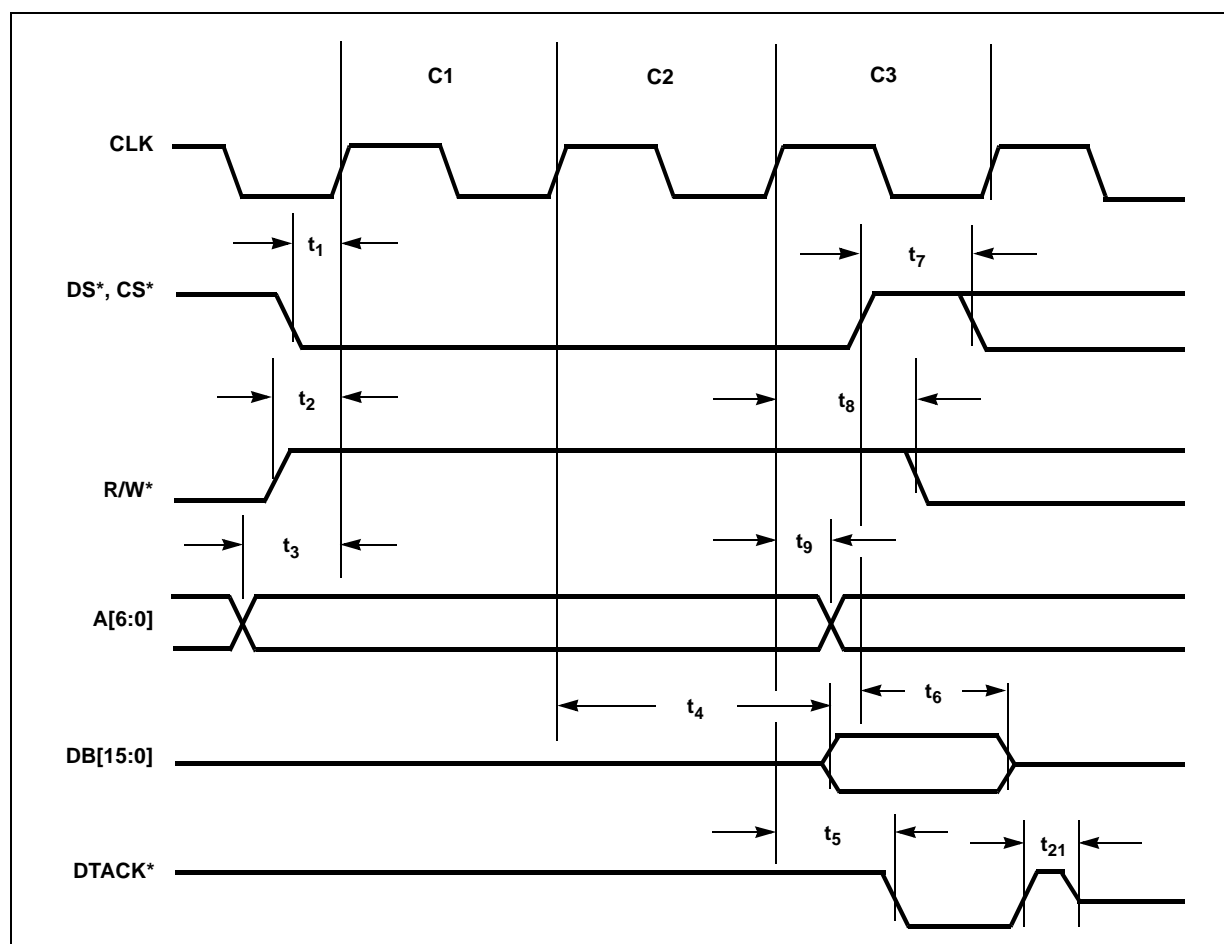 C1 C2 C3
CLK
t1 t7
DS*, CS*
t2 t8
R/W*
t3 t9
A[6:0]
t6
t4
DB[15:0]
t5 t21
DTACK*